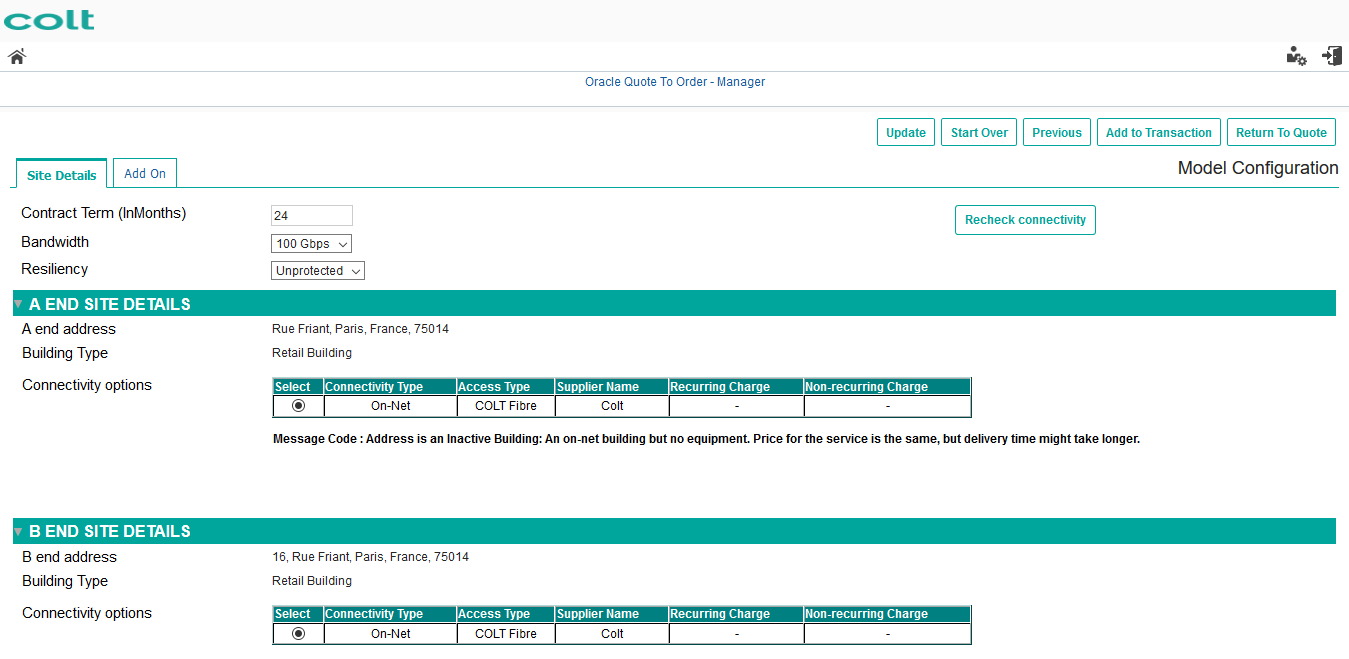 colt
Oracle Quote To Order - Manager
Update Start Over Previous Add to Transaction Return To Quote
Site Details Add On
Model Configuration
Contract Term (InMonths) 24
Recheck connectivity
Bandwidth 100 Gbps
Resiliency Unprotected
A END SITE DETAILS
A end address Rue Friant, Paris, France, 75014
Building Type Retail Building
Connectivity options
Select Connectivity Type Access Type Supplier Name Recurring Charge Non-recurring Charge
On-Net COLT Fibre Colt - -
Message Code : Address is an Inactive Building: An on-net building but no equipment. Price for the service is the same, but delivery time might take longer.
B END SITE DETAILS
B end address 16, Rue Friant, Paris, France, 75014
Building Type Retail Building
Connectivity options
Select Connectivity Type Access Type Supplier Name Recurring Charge Non-recurring Charge
On-Net COLT Fibre Colt - -